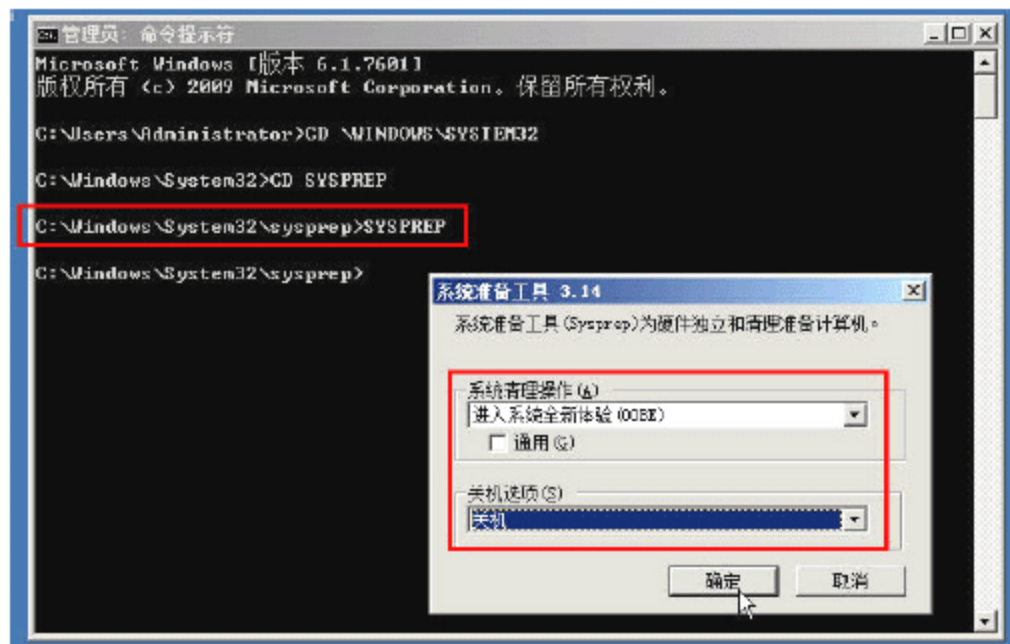 管理员: 命令提示符
Microsoft Windows [版本 6.1.7601]
版权所有 (c) 2009 Microsoft Corporation。保留所有权利。
C:\Users\Administrator>CD \WINDOWS\SYSTEM32
C:\Windows\System32>CD SYSPREP
C:\Windows\System32\sysprep>SYSPREP
C:\Windows\System32\sysprep>
系统准备工具 3.14
系统准备工具(Sysprep)为硬件独立和清理准备计算机。
系统清理操作(A)
进入系统全新体验(OOBE)
通用(G)
关机选项(S)
关机
确定
取消